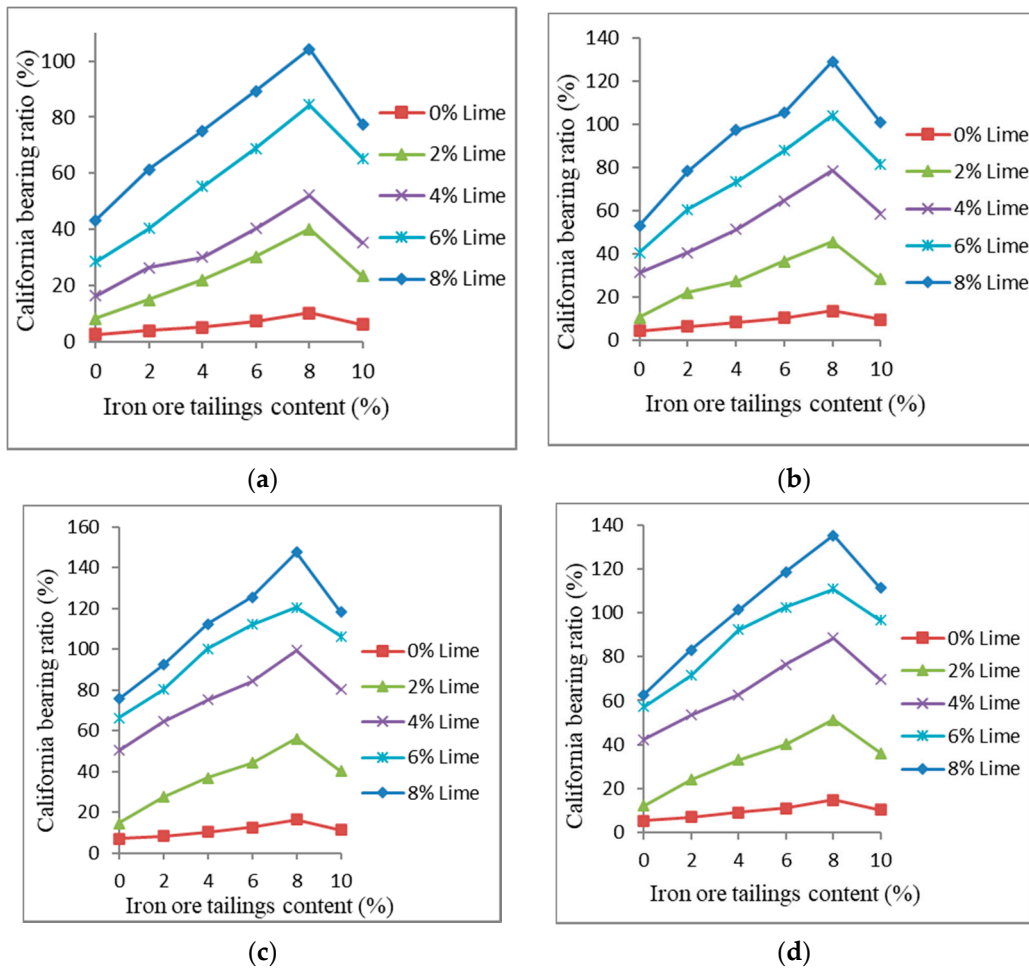 California bearing ratio (%)
100
80
60
40
20
0
0 2 4 6 8 10
Iron ore tailings content (%)
0% Lime
2% Lime
4% Lime
6% Lime
8% Lime
(a)
California bearing ratio (%)
140
120
100
80
60
40
20
0
0 2 4 6 8 10
Iron ore tailings content (%)
0% Lime
2% Lime
4% Lime
6% Lime
8% Lime
(b)
California bearing ratio (%)
160
140
120
100
80
60
40
20
0
0 2 4 6 8 10
Iron ore tailings content (%)
0% Lime
2% Lime
4% Lime
6% Lime
8% Lime
(c)
California bearing ratio (%)
140
120
100
80
60
40
20
0
0 2 4 6 8 10
Iron ore tailings content (%)
0% Lime
2% Lime
4% Lime
6% Lime
8% Lime
(d)